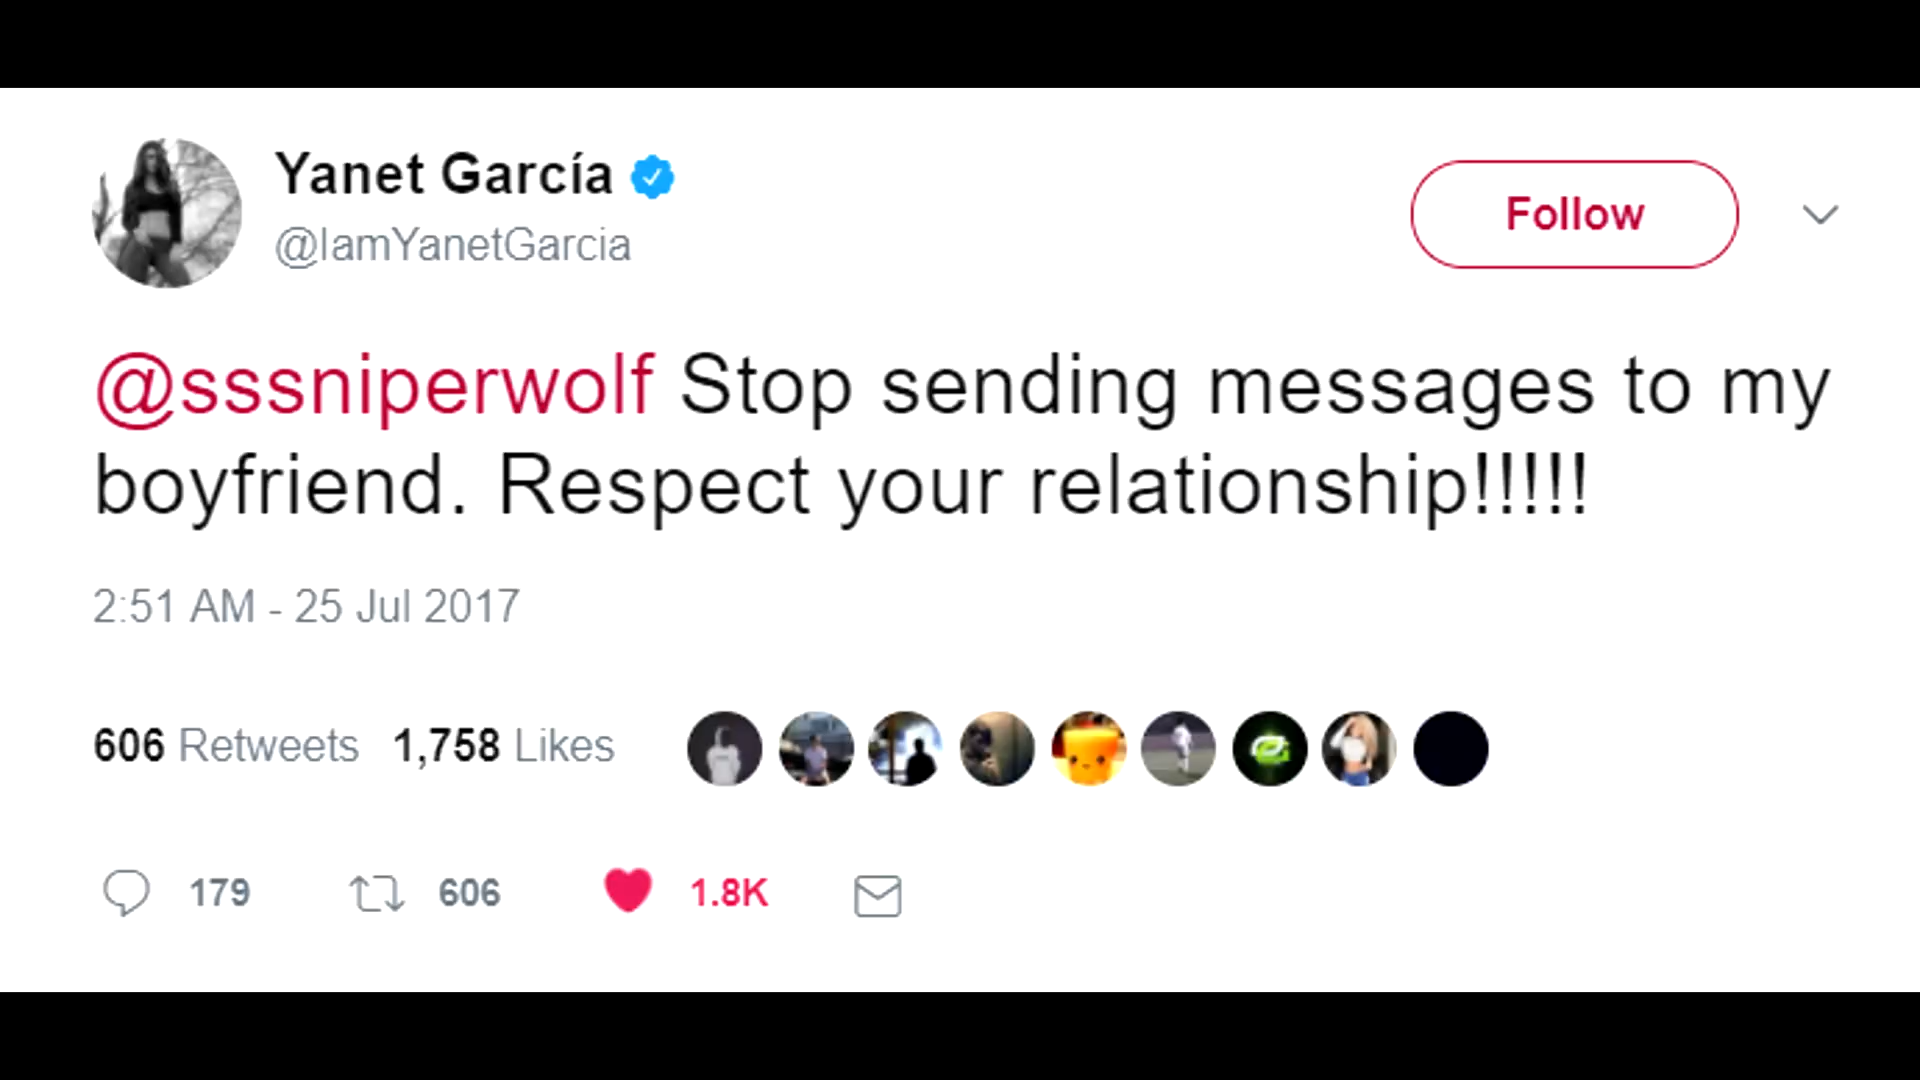 Yanet García
@IamYanetGarcia
Follow
@sssniperwolf Stop sending messages to my
boyfriend. Respect your relationship!!!!!
2:51 AM - 25 Jul 2017
606 Retweets 1,758 Likes
179 606 1.8K